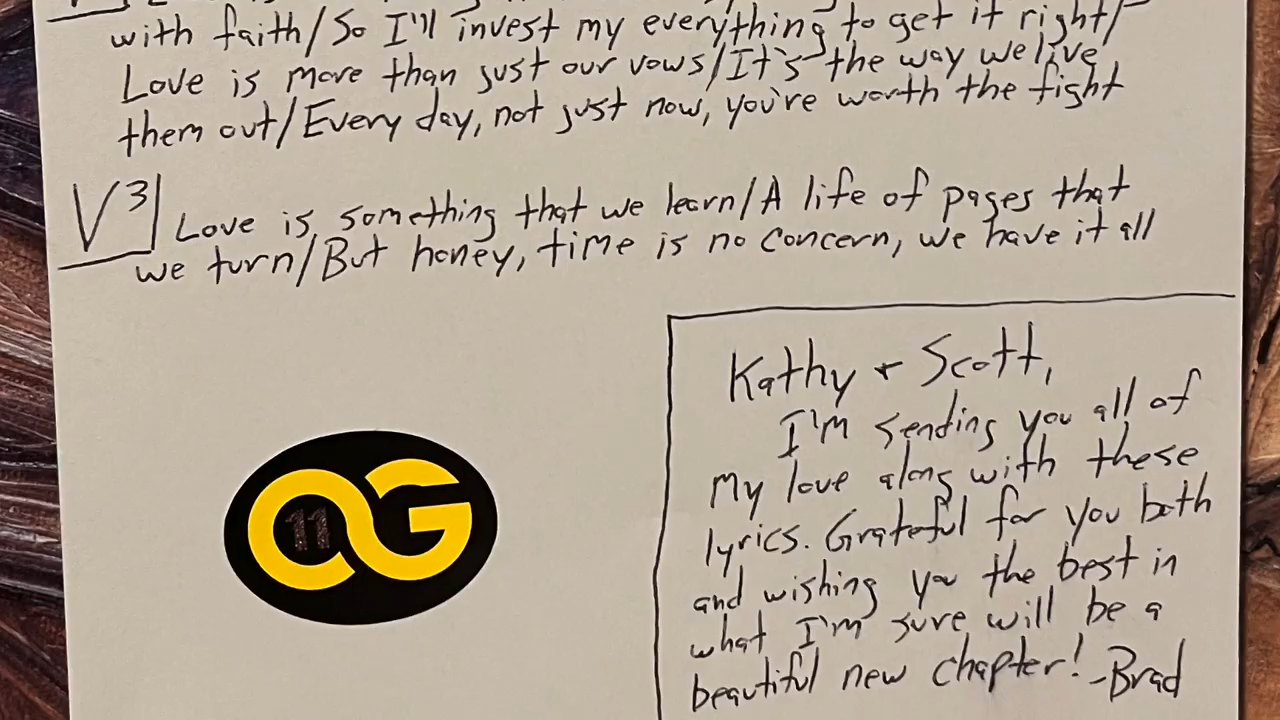 with faith/So I'll invest my everything to get it right/
Love is more than just our vows/It's the way we live
them out/Every day, not just now, you're worth the fight
V3 Love is something that we learn/A life of pages that
we turn/But honey, time is no concern, we have it all
OG
11
Kathy + Scott,
I'm sending you all of
my love along with these
lyrics. Grateful for you both
and wishing you the best in
what I'm sure will be a
beautiful new chapter! -Brad